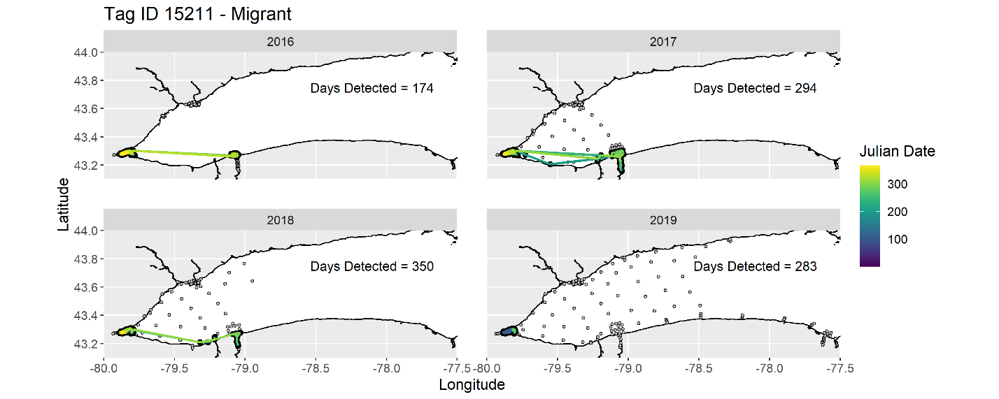 Tag ID 15211 - Migrant
2016
2017
44.0
43.8
43.6
43.4
43.2
Days Detected = 174
Days Detected = 294
2018
2019
44.0
43.8
43.6
43.4
43.2
Days Detected = 350
Days Detected = 283
-80.0 -79.5 -79.0 -78.5 -78.0 -77.5
-80.0 -79.5 -79.0 -78.5 -78.0 -77.5
Longitude
Latitude
Julian Date
300
200
100